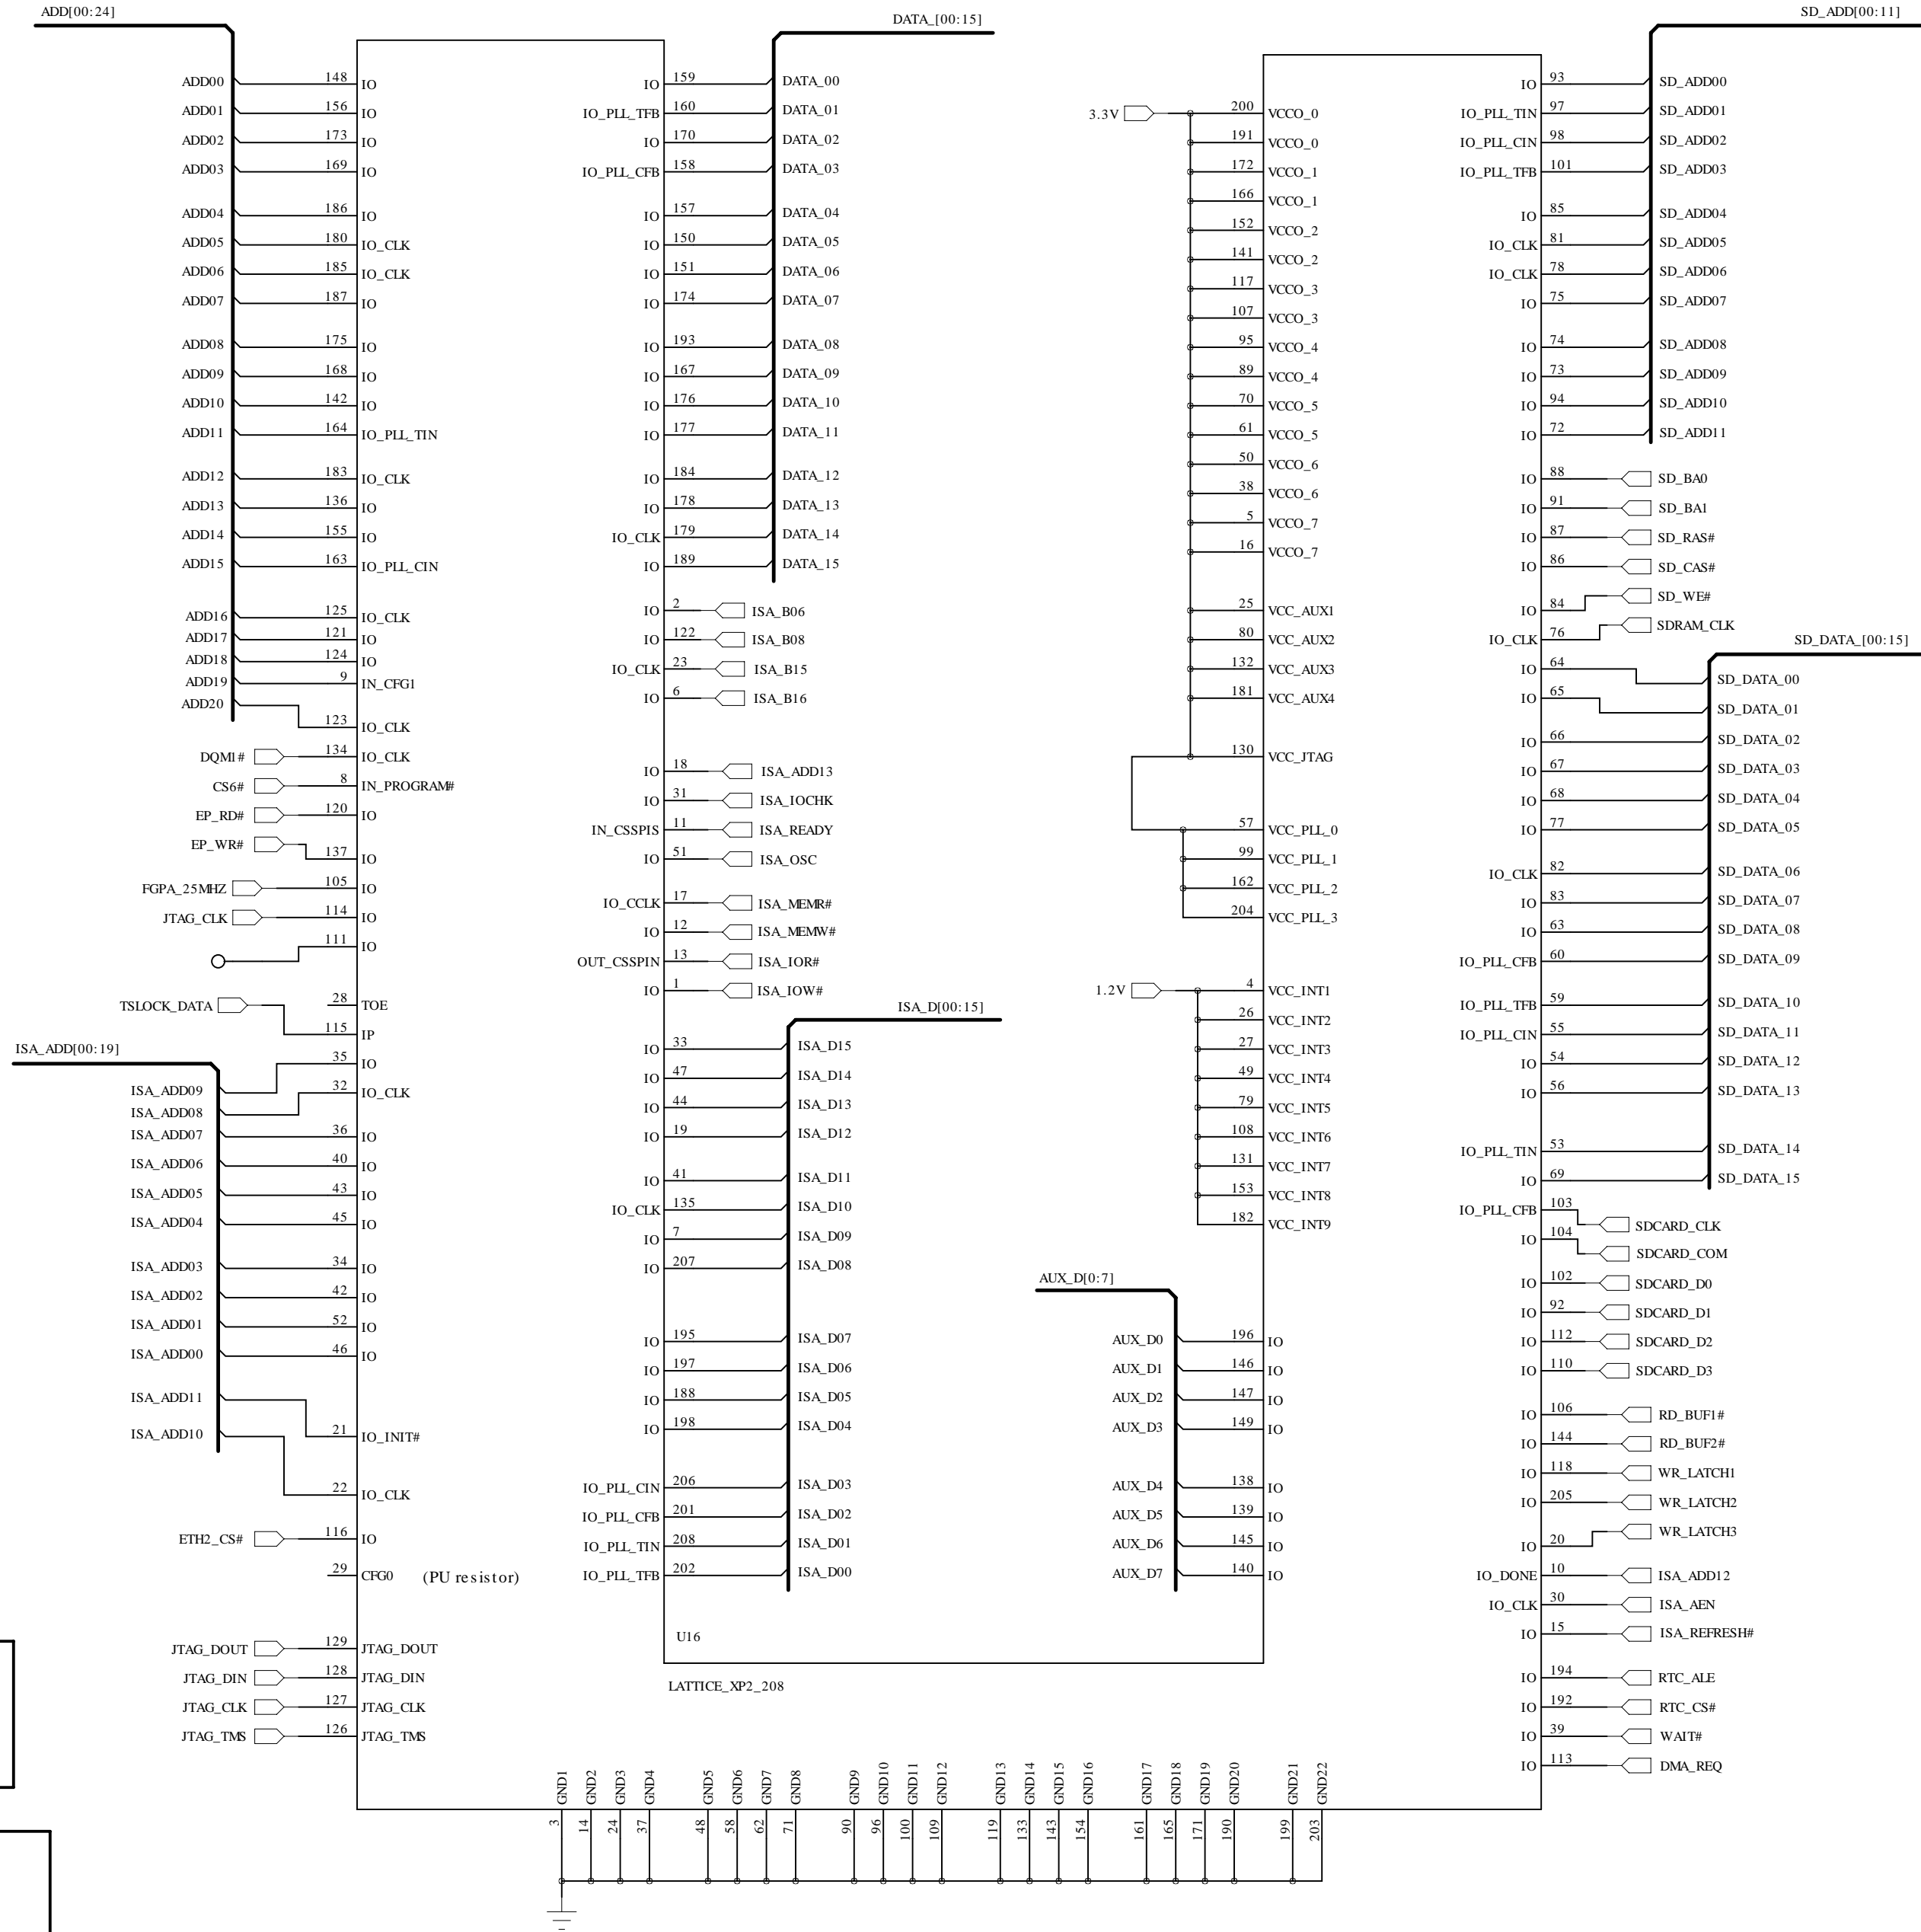 ADD[00:24]
DATA_[00:15]
SD_ADD[00:11]
ADD00 148 IO
ADD01 156 IO
ADD02 173 IO
ADD03 169 IO
ADD04 186 IO
ADD05 180 IO_CLK
ADD06 185 IO_CLK
ADD07 187 IO
ADD08 175 IO
ADD09 168 IO
ADD10 142 IO
ADD11 164 IO_PLL_TIN
ADD12 183 IO_CLK
ADD13 136 IO
ADD14 155 IO
ADD15 163 IO_PLL_CIN
ADD16 125 IO_CLK
ADD17 121 IO
ADD18 124 IO
ADD19 9 IN_CFG1
ADD20 123 IO_CLK
DQM1# 134 IO_CLK
CS6# 8 IN_PROGRAM#
EP_RD# 120 IO
EP_WR# 137 IO
FGPA_25MHZ 105 IO
JTAG_CLK 114 IO
111 IO
28 TOE
TSLOCK_DATA 115 IP
ISA_ADD[00:19]
ISA_ADD09 35 IO
ISA_ADD08 32 IO_CLK
ISA_ADD07 36 IO
ISA_ADD06 40 IO
ISA_ADD05 43 IO
ISA_ADD04 45 IO
ISA_ADD03 34 IO
ISA_ADD02 42 IO
ISA_ADD01 52 IO
ISA_ADD00 46 IO
ISA_ADD11 21 IO_INIT#
ISA_ADD10 22 IO_CLK
ETH2_CS# 116 IO
29 CFG0 (PU resistor)
JTAG_DOUT 129 JTAG_DOUT
JTAG_DIN 128 JTAG_DIN
JTAG_CLK 127 JTAG_CLK
JTAG_TMS 126 JTAG_TMS
IO 159 DATA_00
IO_PLL_TFB 160 DATA_01
IO 170 DATA_02
IO_PLL_CFB 158 DATA_03
IO 157 DATA_04
IO 150 DATA_05
IO 151 DATA_06
IO 174 DATA_07
IO 193 DATA_08
IO 167 DATA_09
IO 176 DATA_10
IO 177 DATA_11
IO 184 DATA_12
IO 178 DATA_13
IO_CLK 179 DATA_14
IO 189 DATA_15
IO 2 ISA_B06
IO 122 ISA_B08
IO_CLK 23 ISA_B15
IO 6 ISA_B16
IO 18 ISA_ADD13
IO 31 ISA_IOCHK
IN_CSSPIS 11 ISA_READY
IO 51 ISA_OSC
IO_CCLK 17 ISA_MEMR#
IO 12 ISA_MEMW#
OUT_CSSPIN 13 ISA_IOR#
IO 1 ISA_IOW#
ISA_D[00:15]
IO 33 ISA_D15
IO 47 ISA_D14
IO 44 ISA_D13
IO 19 ISA_D12
IO 41 ISA_D11
IO_CLK 135 ISA_D10
IO 7 ISA_D09
IO 207 ISA_D08
IO 195 ISA_D07
IO 197 ISA_D06
IO 188 ISA_D05
IO 198 ISA_D04
IO_PLL_CIN 206 ISA_D03
IO_PLL_CFB 201 ISA_D02
IO_PLL_TIN 208 ISA_D01
IO_PLL_TFB 202 ISA_D00
U16
LATTICE_XP2_208
3.3V 200 VCCO_0
191 VCCO_0
172 VCCO_1
166 VCCO_1
152 VCCO_2
141 VCCO_2
117 VCCO_3
107 VCCO_3
95 VCCO_4
89 VCCO_4
70 VCCO_5
61 VCCO_5
50 VCCO_6
38 VCCO_6
5 VCCO_7
16 VCCO_7
25 VCC_AUX1
80 VCC_AUX2
132 VCC_AUX3
181 VCC_AUX4
130 VCC_JTAG
57 VCC_PLL_0
99 VCC_PLL_1
162 VCC_PLL_2
204 VCC_PLL_3
1.2V 4 VCC_INT1
26 VCC_INT2
27 VCC_INT3
49 VCC_INT4
79 VCC_INT5
108 VCC_INT6
131 VCC_INT7
153 VCC_INT8
182 VCC_INT9
AUX_D[0:7]
AUX_D0 196 IO
AUX_D1 146 IO
AUX_D2 147 IO
AUX_D3 149 IO
AUX_D4 138 IO
AUX_D5 139 IO
AUX_D6 145 IO
AUX_D7 140 IO
IO 93 SD_ADD00
IO_PLL_TIN 97 SD_ADD01
IO_PLL_CIN 98 SD_ADD02
IO_PLL_TFB 101 SD_ADD03
IO 85 SD_ADD04
IO_CLK 81 SD_ADD05
IO_CLK 78 SD_ADD06
IO 75 SD_ADD07
IO 74 SD_ADD08
IO 73 SD_ADD09
IO 94 SD_ADD10
IO 72 SD_ADD11
IO 88 SD_BA0
IO 91 SD_BA1
IO 87 SD_RAS#
IO 86 SD_CAS#
IO 84 SD_WE#
IO_CLK 76 SDRAM_CLK
SD_DATA_[00:15]
IO 64 SD_DATA_00
IO 65 SD_DATA_01
IO 66 SD_DATA_02
IO 67 SD_DATA_03
IO 68 SD_DATA_04
IO 77 SD_DATA_05
IO_CLK 82 SD_DATA_06
IO 83 SD_DATA_07
IO 63 SD_DATA_08
IO_PLL_CFB 60 SD_DATA_09
IO_PLL_TFB 59 SD_DATA_10
IO_PLL_CIN 55 SD_DATA_11
IO 54 SD_DATA_12
IO 56 SD_DATA_13
IO_PLL_TIN 53 SD_DATA_14
IO 69 SD_DATA_15
IO_PLL_CFB 103 SDCARD_CLK
IO 104 SDCARD_COM
IO 102 SDCARD_D0
IO 92 SDCARD_D1
IO 112 SDCARD_D2
IO 110 SDCARD_D3
IO 106 RD_BUF1#
IO 144 RD_BUF2#
IO 118 WR_LATCH1
IO 205 WR_LATCH2
IO 20 WR_LATCH3
IO_DONE 10 ISA_ADD12
IO_CLK 30 ISA_AEN
IO 15 ISA_REFRESH#
IO 194 RTC_ALE
IO 192 RTC_CS#
IO 39 WAIT#
IO 113 DMA_REQ
GND1 GND2 GND3 GND4 GND5 GND6 GND7 GND8 GND9 GND10 GND11 GND12 GND13 GND14 GND15 GND16 GND17 GND18 GND19 GND20 GND21 GND22
3 14 24 37 48 58 62 71 90 96 100 109 119 133 143 154 161 165 171 190 199 203